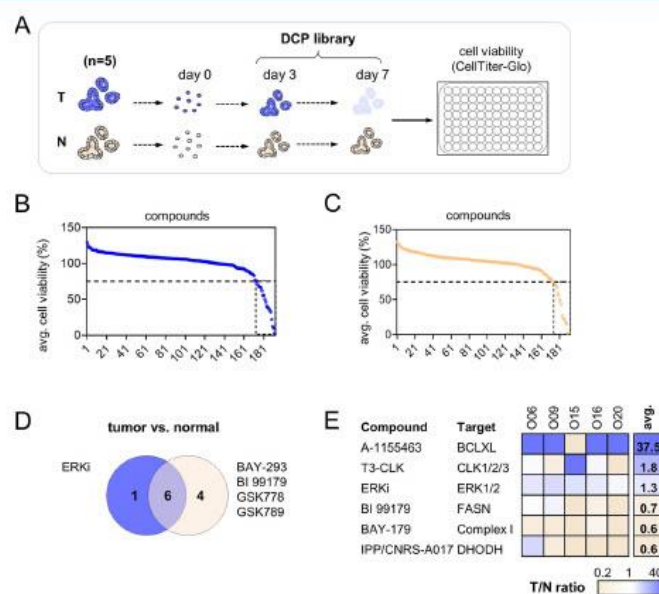 A
DCP library
(n=5)
day 0
day 3
day 7
cell viability
(CellTiter-Glo)
T
N
B
compounds
avg. cell viability (%)
150
100
50
0
1
21
41
61
81
101
121
141
161
181
C
compounds
avg. cell viability (%)
150
100
50
0
1
21
41
61
81
101
121
141
161
181
D
tumor vs. normal
ERKi
1
6
4
BAY-293
BI 99179
GSK778
GSK789
E
Compound Target O06 O09 O15 O16 O20 avg.
A-1155463 BCLXL 37.5
T3-CLK CLK1/2/3 1.8
ERKi ERK1/2 1.3
BI 99179 FASN 0.7
BAY-179 Complex I 0.6
IPP/CNRS-A017 DHODH 0.6
0.2 1 40
T/N ratio